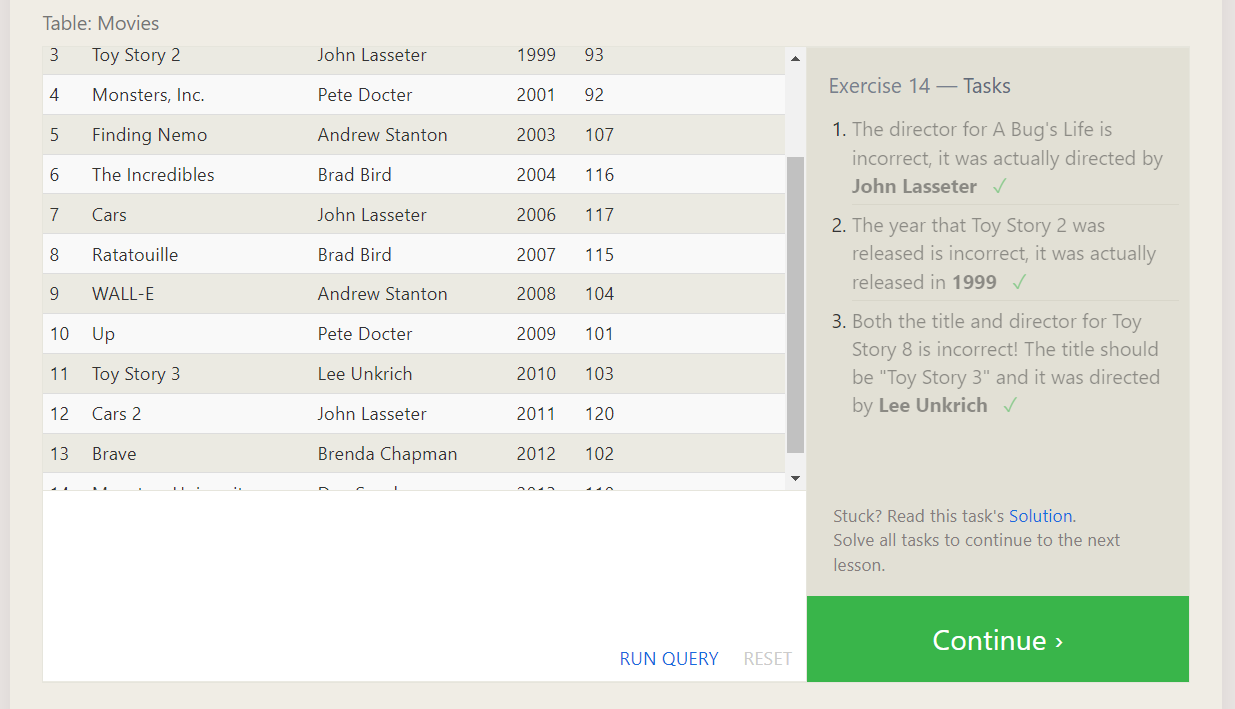 Table: Movies
3 Toy Story 2 John Lasseter 1999 93
4 Monsters, Inc. Pete Docter 2001 92
5 Finding Nemo Andrew Stanton 2003 107
6 The Incredibles Brad Bird 2004 116
7 Cars John Lasseter 2006 117
8 Ratatouille Brad Bird 2007 115
9 WALL-E Andrew Stanton 2008 104
10 Up Pete Docter 2009 101
11 Toy Story 3 Lee Unkrich 2010 103
12 Cars 2 John Lasseter 2011 120
13 Brave Brenda Chapman 2012 102
RUN QUERY RESET
Exercise 14 — Tasks
1. The director for A Bug's Life is
incorrect, it was actually directed by
John Lasseter ✓
2. The year that Toy Story 2 was
released is incorrect, it was actually
released in 1999 ✓
3. Both the title and director for Toy
Story 8 is incorrect! The title should
be "Toy Story 3" and it was directed
by Lee Unkrich ✓
Stuck? Read this task's Solution.
Solve all tasks to continue to the next
lesson.
Continue ›